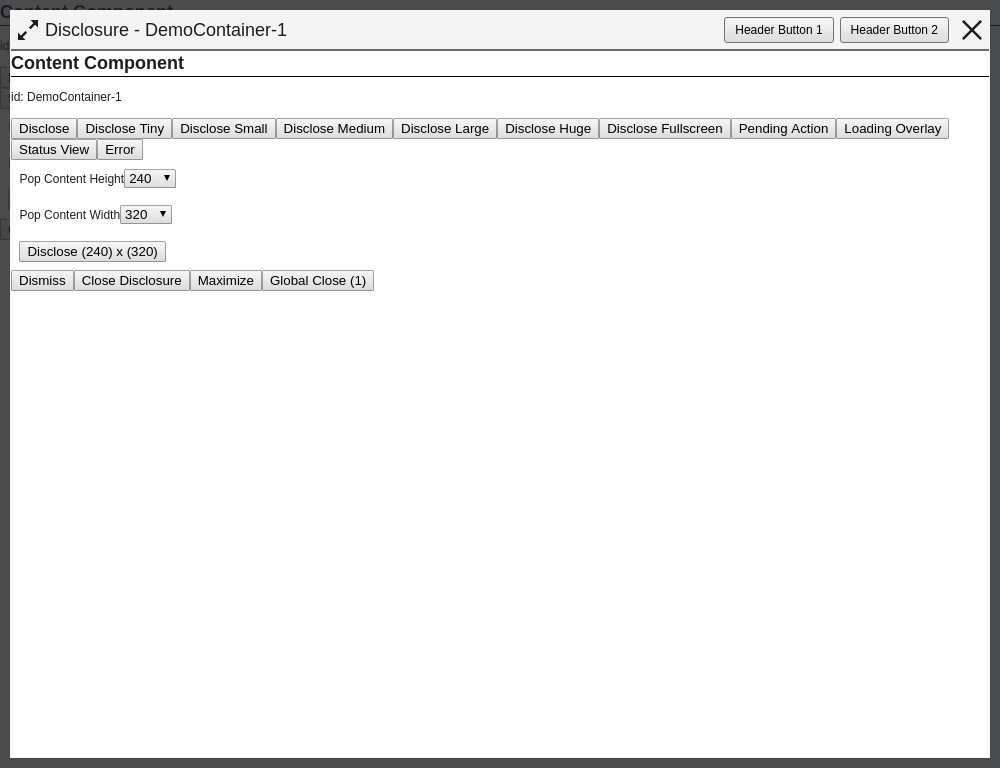 Disclosure - DemoContainer-1
Header Button 1
Header Button 2
Content Component
id: DemoContainer-1
Disclose
Disclose Tiny
Disclose Small
Disclose Medium
Disclose Large
Disclose Huge
Disclose Fullscreen
Pending Action
Loading Overlay
Status View
Error
Pop Content Height 240
Pop Content Width 320
Disclose (240) x (320)
Dismiss
Close Disclosure
Maximize
Global Close (1)